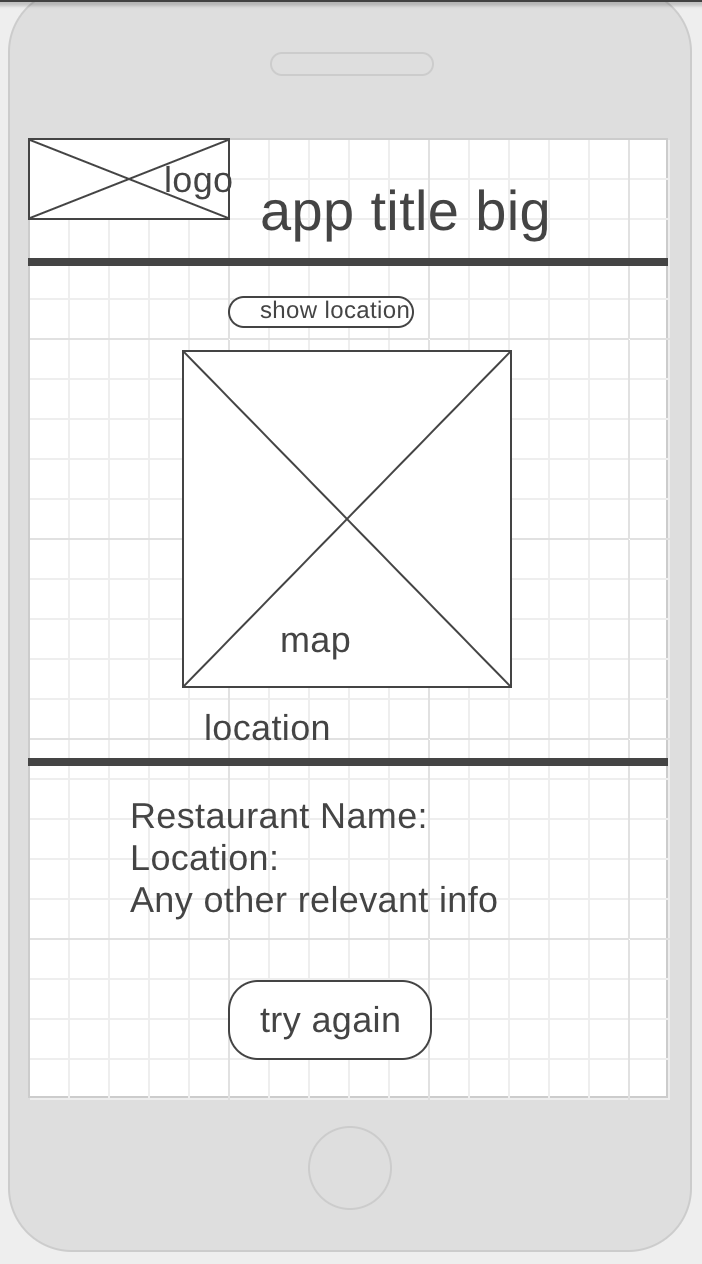 logo
app title big
show location
map
location
Restaurant Name:
Location:
Any other relevant info
try again